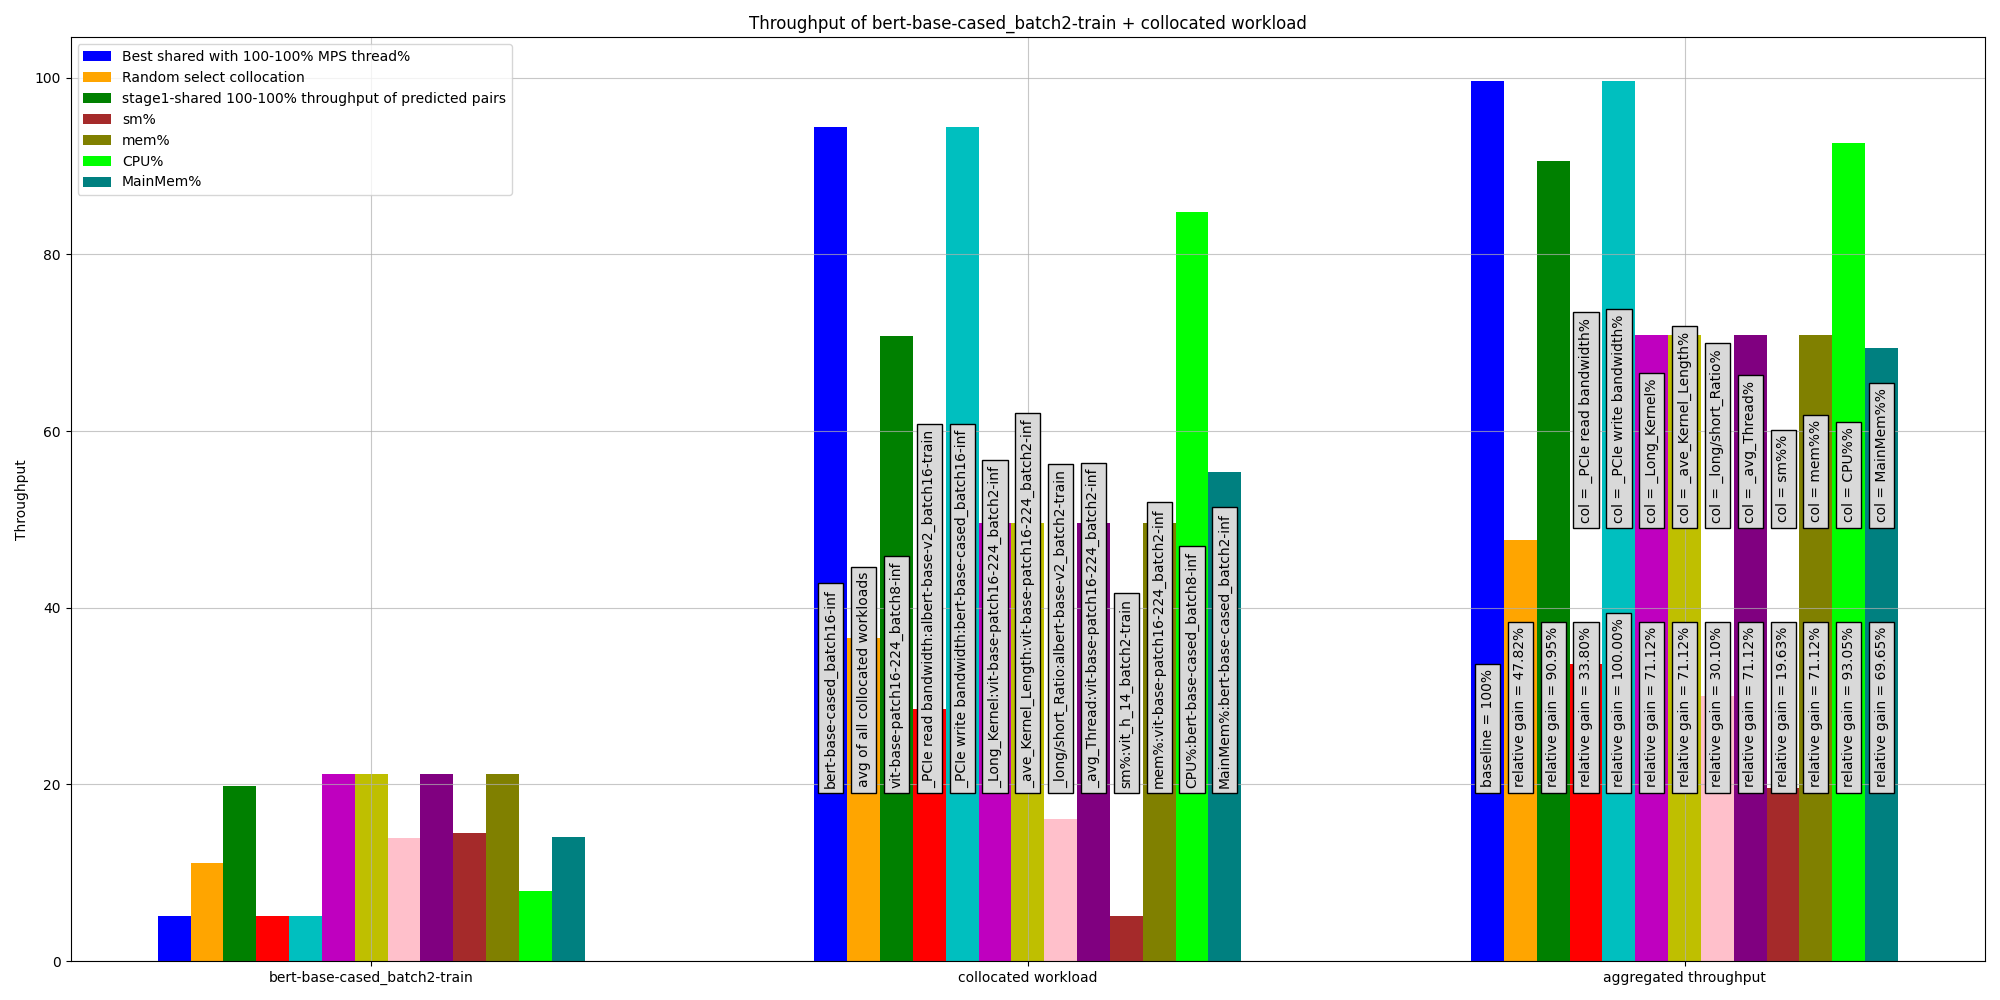 Throughput of bert-base-cased_batch2-train + collocated workload
Best shared with 100-100% MPS thread%
Random select collocation
stage1-shared 100-100% throughput of predicted pairs
sm%
mem%
CPU%
MainMem%
Throughput
100
80
60
40
20
0
bert-base-cased_batch16-inf
avg of all collocated workloads
vit-base-patch16-224_batch8-inf
_PCIe read bandwidth:albert-base-v2_batch16-train
_PCIe write bandwidth:bert-base-cased_batch16-inf
_Long_Kernel:vit-base-patch16-224_batch2-inf
_ave_Kernel_Length:vit-base-patch16-224_batch2-inf
_long/short_Ratio:albert-base-v2_batch2-train
_avg_Thread:vit-base-patch16-224_batch2-inf
sm%:vit_h_14_batch2-train
mem%:vit-base-patch16-224_batch2-inf
CPU%:bert-base-cased_batch8-inf
MainMem%:bert-base-cased_batch2-inf
col = _PCIe read bandwidth%
col = _PCIe write bandwidth%
col = _Long_Kernel%
col = _ave_Kernel_Length%
col = _long/short_Ratio%
col = _avg_Thread%
col = sm%%
col = mem%%
col = CPU%%
col = MainMem%%
baseline = 100%
relative gain = 47.82%
relative gain = 90.95%
relative gain = 33.80%
relative gain = 100.00%
relative gain = 71.12%
relative gain = 71.12%
relative gain = 30.10%
relative gain = 71.12%
relative gain = 19.63%
relative gain = 71.12%
relative gain = 93.05%
relative gain = 69.65%
bert-base-cased_batch2-train
collocated workload
aggregated throughput